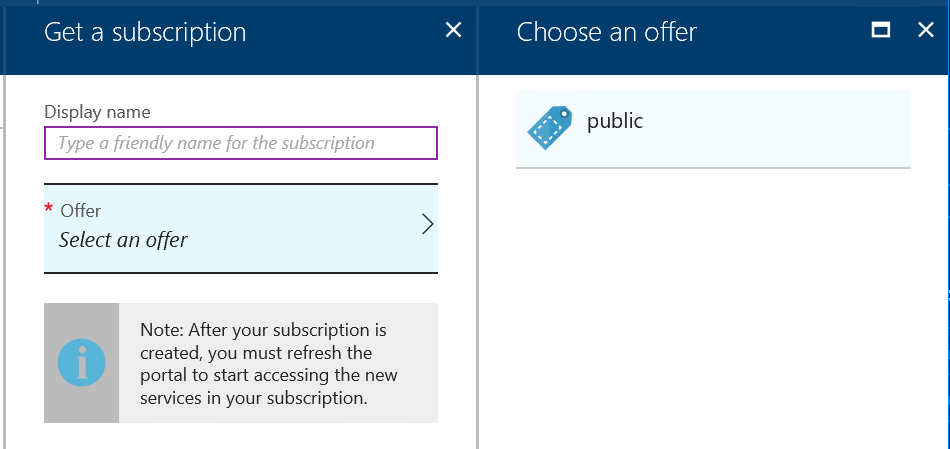 Get a subscription
Choose an offer
Display name
Type a friendly name for the subscription
* Offer
Select an offer
Note: After your subscription is
created, you must refresh the
portal to start accessing the new
services in your subscription.
public